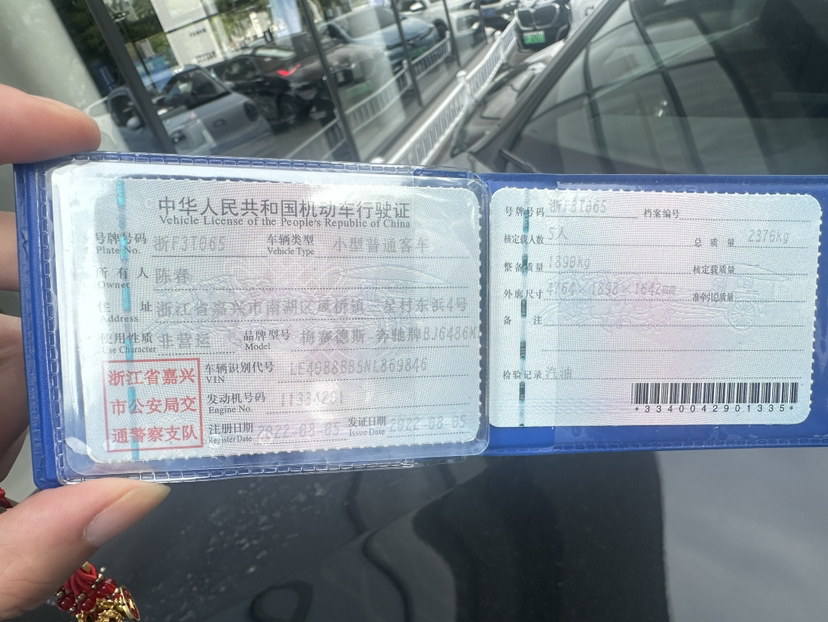 中华人民共和国机动车行驶证
Vehicle License of the People's Republic of China
号牌号码 浙F3T065 车辆类型 小型普通客车
Plate No. Vehicle Type
所有人 陈春
Owner
住址 浙江省嘉兴市南湖区凤桥镇三星村东浜4号
Address
使用性质 非营运 品牌型号 梅赛德斯-奔驰牌BJ6486
Use Character Model
浙江省嘉兴
市公安局交
通警察支队
车辆识别代号
VIN
发动机号码
Engine No.
注册日期 2022-08-05 发证日期 2022-08-05
Register Date Issue Date
号牌号码 浙F3T065 档案编号
核定载人数 5人 总质量 2370kg
整备质量 1890kg 核定载质量
外廓尺寸 4764×1898×1642mm 准牵引总质量
备注
检验记录 汽油
*3340042901335*